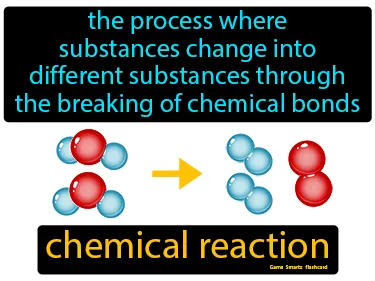 the process where
substances change into
different substances through
the breaking of chemical bonds
chemical reaction
Game Smartz flashcard